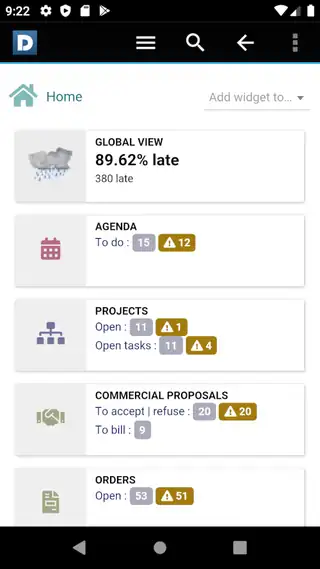 9:22
D
Home
Add widget to...
GLOBAL VIEW
89.62% late
380 late
AGENDA
To do : 15 12
PROJECTS
Open : 11 1
Open tasks : 11 4
COMMERCIAL PROPOSALS
To accept | refuse : 20 20
To bill : 9
ORDERS
Open : 53 51